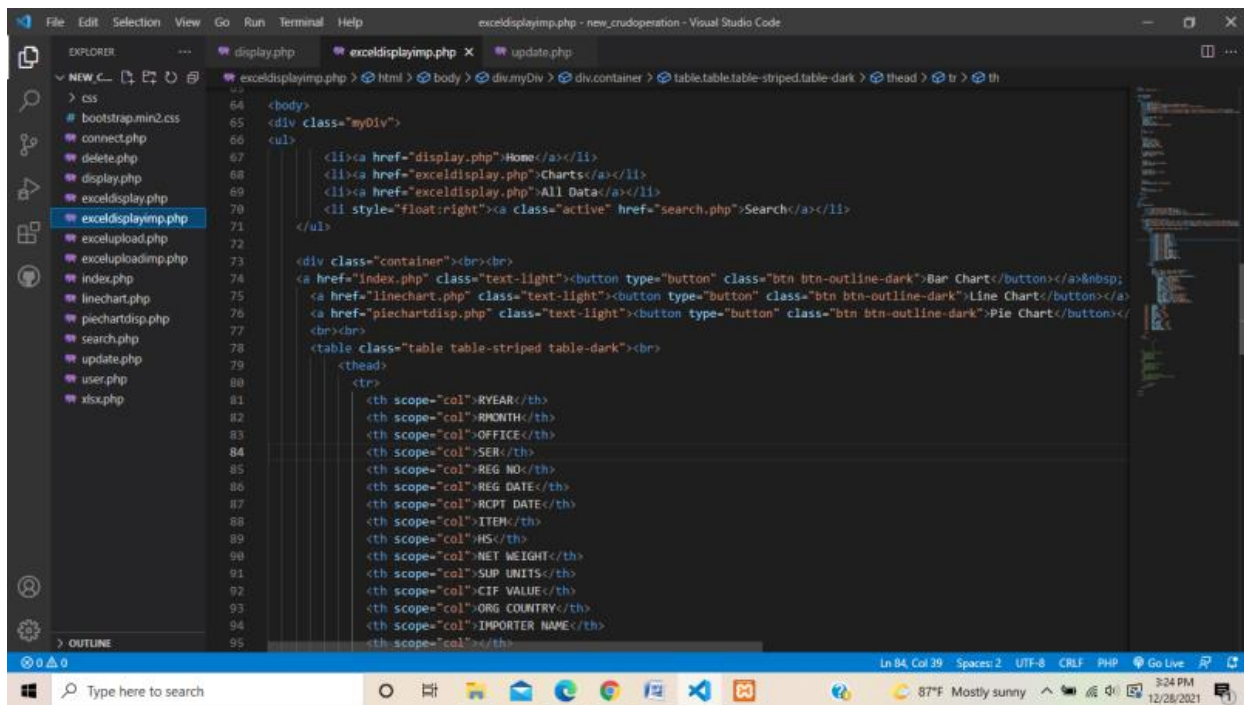 File Edit Selection View Go Run Terminal Help exceldisplayimp.php - new_crudoperation - Visual Studio Code
EXPLORER
NEW_C...
css
# bootstrap.min2.css
connect.php
delete.php
display.php
exceldisplay.php
exceldisplayimp.php
excelupload.php
exceluploadimp.php
index.php
linechart.php
piechartdisp.php
search.php
update.php
user.php
xlsx.php
OUTLINE
display.php exceldisplayimp.php update.php
exceldisplayimp.php > html > body > div.myDiv > div.container > table.table.table-striped.table-dark > thead > tr > th
64 <body>
65 <div class="myDiv">
66 <ul>
67 <li><a href="display.php">Home</a></li>
68 <li><a href="exceldisplay.php">Charts</a></li>
69 <li><a href="exceldisplay.php">All Data</a></li>
70 <li style="float:right"><a class="active" href="search.php">Search</a></li>
71 </ul>
72
73 <div class="container"><br><br>
74 <a href="index.php" class="text-light"><button type="button" class="btn btn-outline-dark">Bar Chart</button></a>&nbsp;
75 <a href="linechart.php" class="text-light"><button type="button" class="btn btn-outline-dark">Line Chart</button></a>
76 <a href="piechartdisp.php" class="text-light"><button type="button" class="btn btn-outline-dark">Pie Chart</button></
77 <br><br>
78 <table class="table table-striped table-dark"><br>
79 <thead>
80 <tr>
81 <th scope="col">RYEAR</th>
82 <th scope="col">RMONTH</th>
83 <th scope="col">OFFICE</th>
84 <th scope="col">SER</th>
85 <th scope="col">REG NO</th>
86 <th scope="col">REG DATE</th>
87 <th scope="col">RCPT DATE</th>
88 <th scope="col">ITEM</th>
89 <th scope="col">HS</th>
90 <th scope="col">NET WEIGHT</th>
91 <th scope="col">SUP UNITS</th>
92 <th scope="col">CIF VALUE</th>
93 <th scope="col">ORG COUNTRY</th>
94 <th scope="col">IMPORTER NAME</th>
95 <th scope="col"></th>
0 0 Ln 84, Col 39 Spaces: 2 UTF-8 CRLF PHP Go Live
Type here to search 87°F Mostly sunny 3:24 PM
12/28/2021